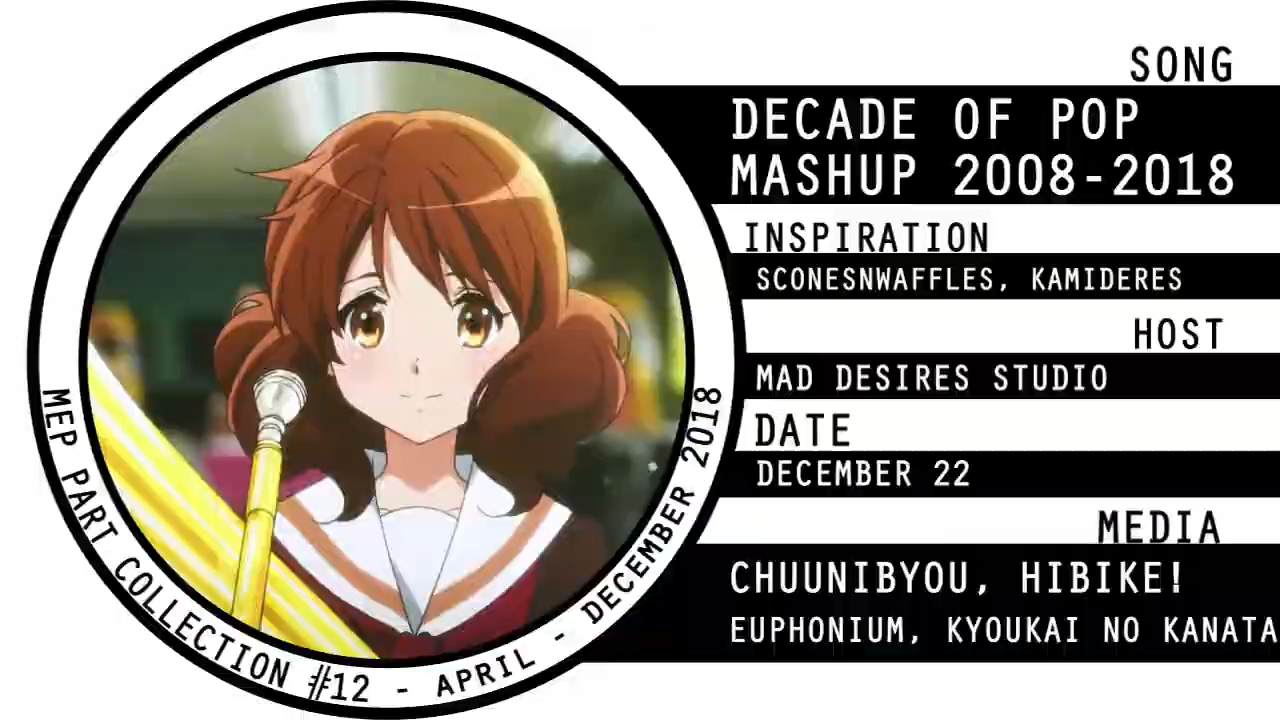 SONG
DECADE OF POP
MASHUP 2008-2018
INSPIRATION
SCONESNWAFFLES, KAMIDERES
HOST
MAD DESIRES STUDIO
DATE
DECEMBER 22
MEDIA
CHUUNIBYOU, HIBIKE!
EUPHONIUM, KYOUKAI NO KANATA
MEP PART COLLECTION #12 - APRIL - DECEMBER 2018